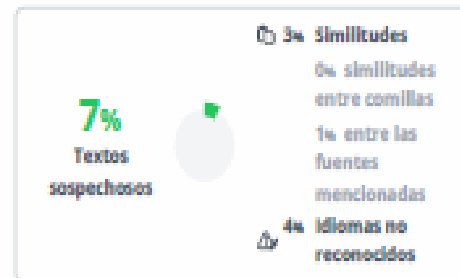 7%
Textos
sospechosos
3% Similitudes
0% similitudes
entre comillas
1% entre las
fuentes
mencionadas
4% Idiomas no
reconocidos